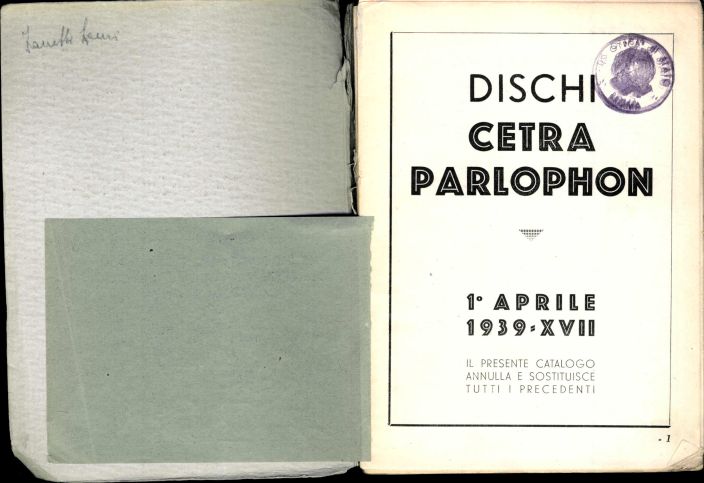 DISCHI
CETRA
PARLOPHON
1° APRILE
1939-XVII
IL PRESENTE CATALOGO
ANNULLA E SOSTITUISCE
TUTTI I PRECEDENTI
- 1